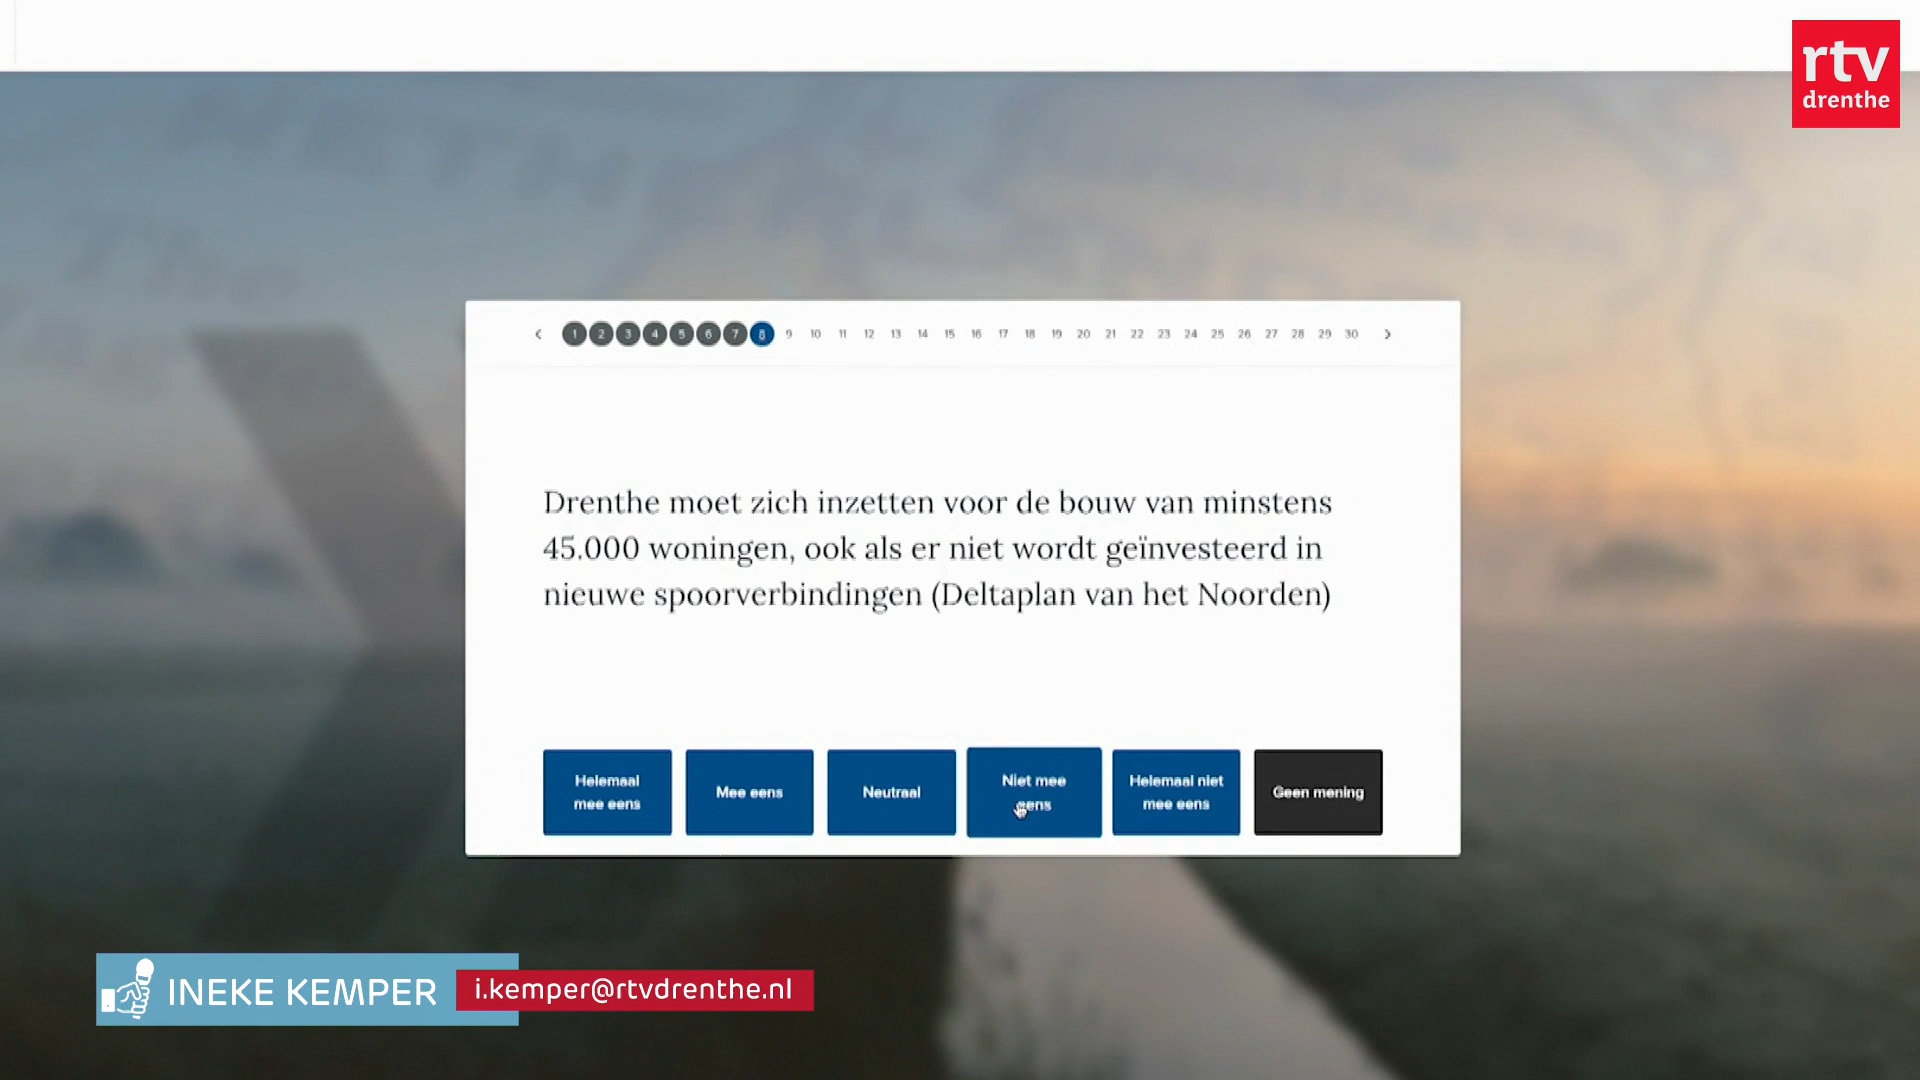 rtv
drenthe
1 2 3 4 5 6 7 8 9 10 11 12 13 14 15 16 17 18 19 20 21 22 23 24 25 26 27 28 29 30
Drenthe moet zich inzetten voor de bouw van minstens
45.000 woningen, ook als er niet wordt geïnvesteerd in
nieuwe spoorverbindingen (Deltaplan van het Noorden)
Helemaal
mee eens
Mee eens
Neutraal
Niet mee
eens
Helemaal niet
mee eens
Geen mening
INEKE KEMPER
i.kemper@rtvdrenthe.nl